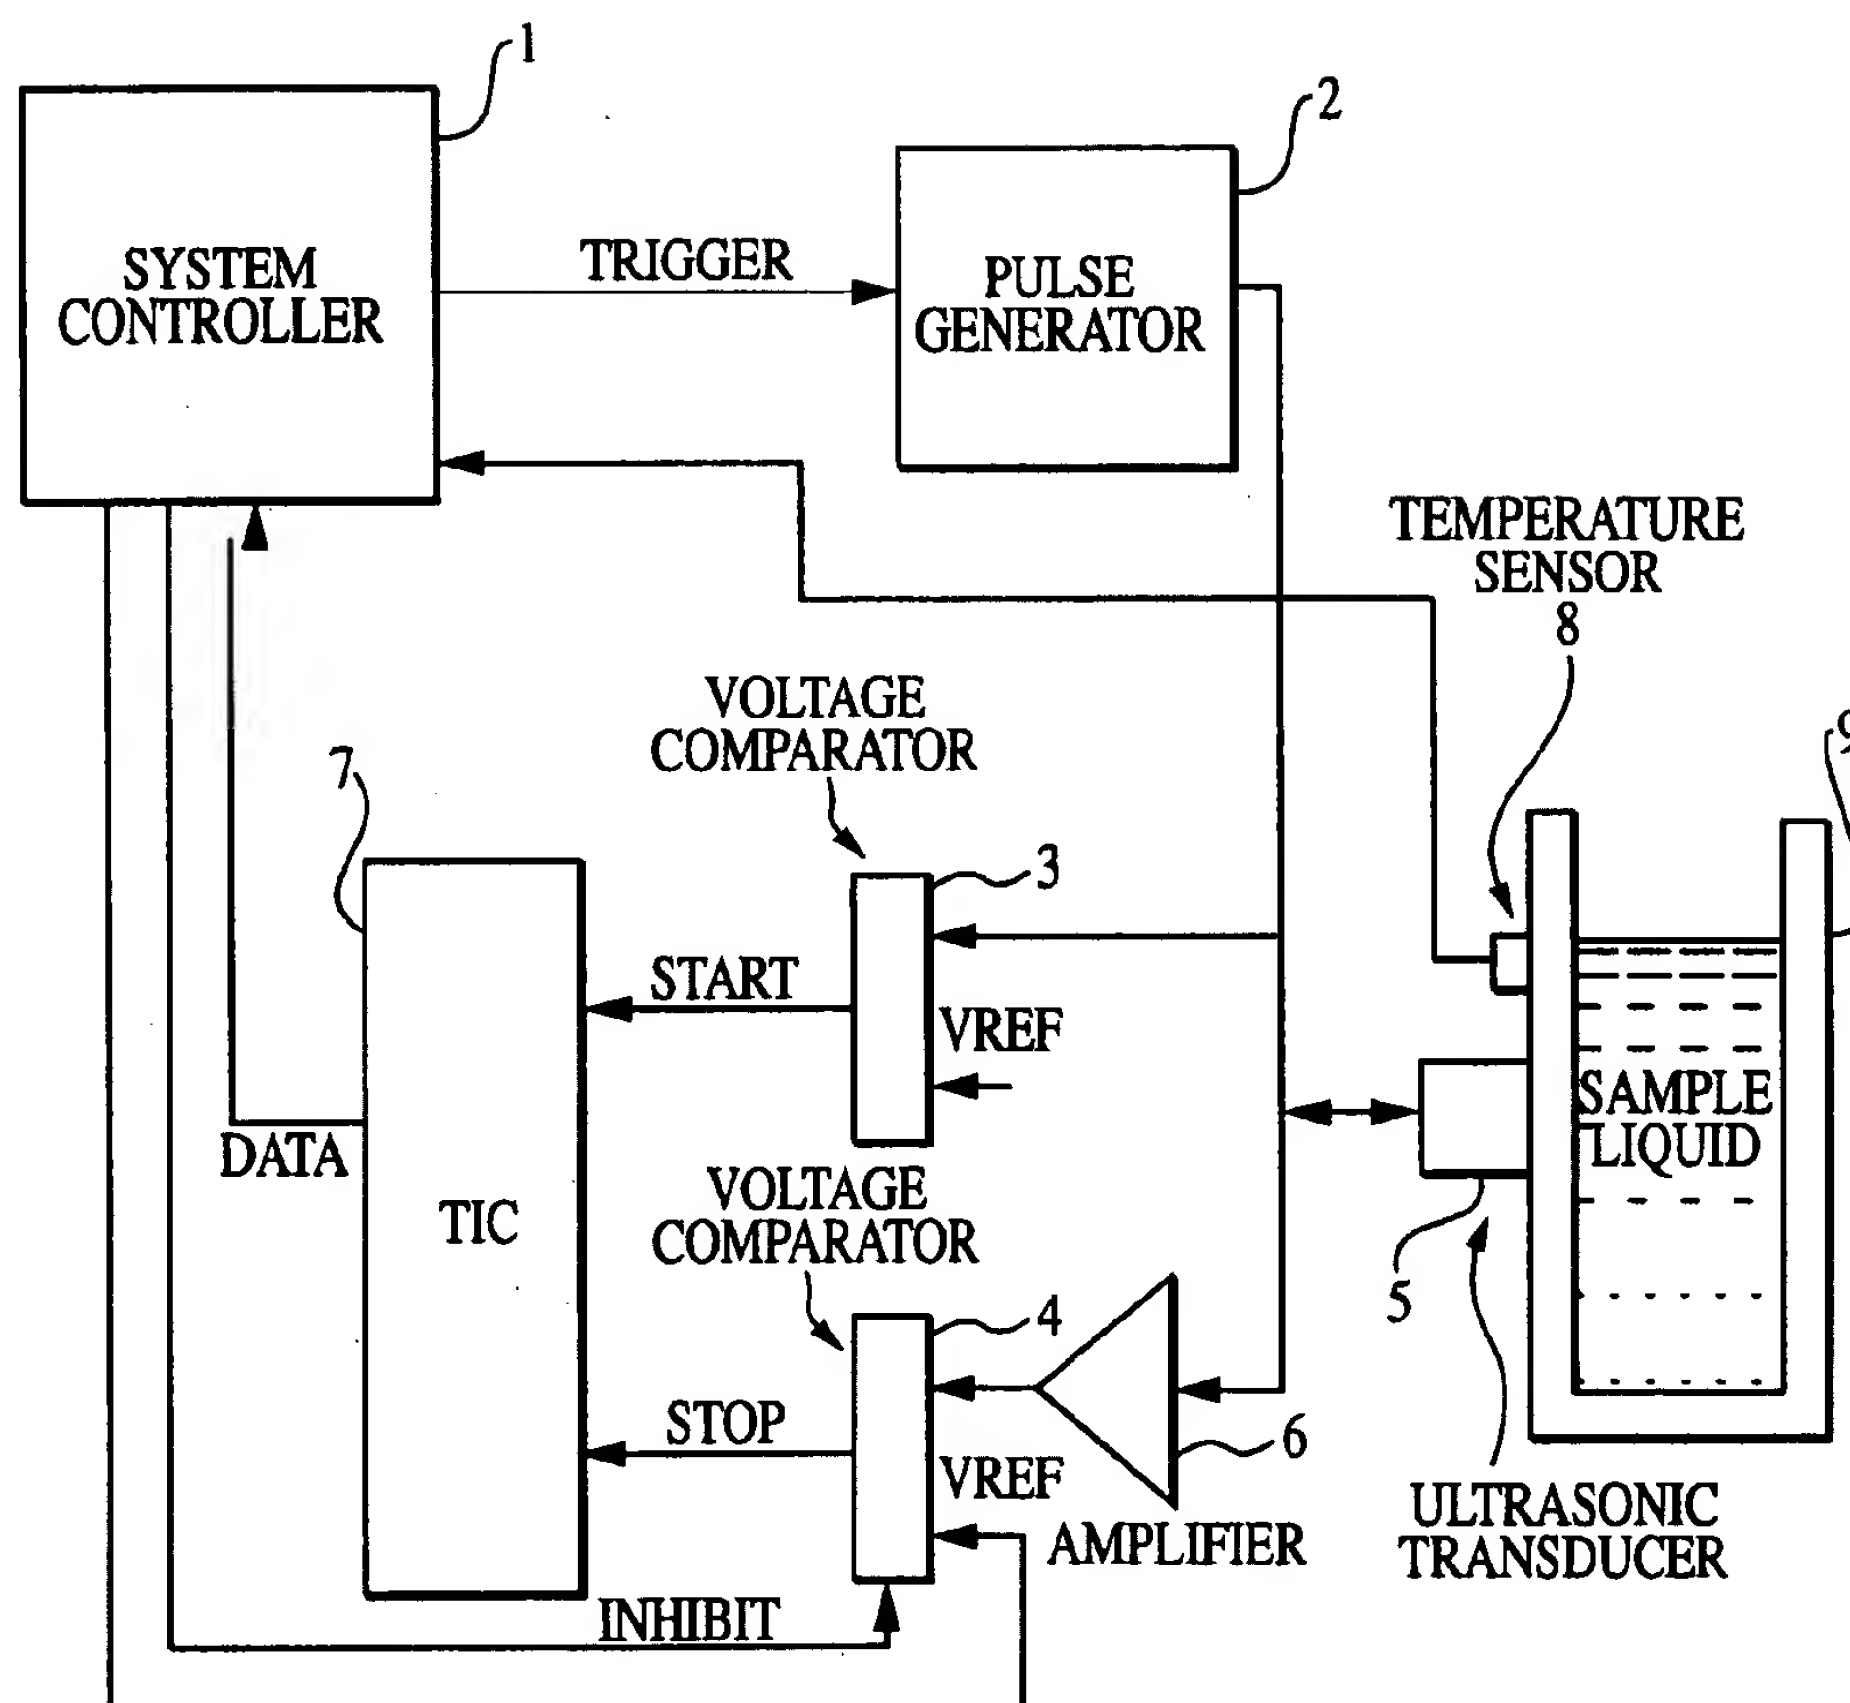 1
2
SYSTEM
CONTROLLER
TRIGGER
PULSE
GENERATOR
TEMPERATURE
SENSOR
8
VOLTAGE
COMPARATOR
7
9
3
START
VREF
SAMPLE
LIQUID
DATA
TIC
VOLTAGE
COMPARATOR
5
4
STOP
6
VREF
ULTRASONIC
TRANSDUCER
AMPLIFIER
INHIBIT